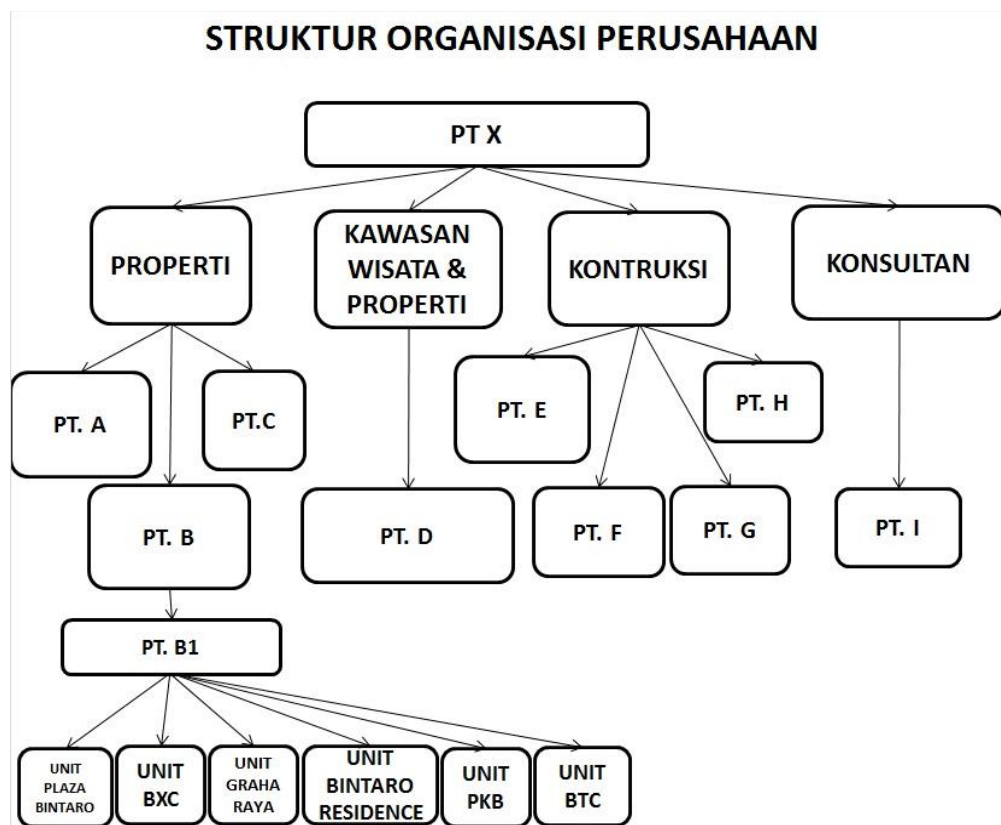 STRUKTUR ORGANISASI PERUSAHAAN
PT X
PROPERTI
KAWASAN
WISATA &
PROPERTI
KONTRUKSI
KONSULTAN
PT. A
PT.C
PT. E
PT. H
PT. B
PT. D
PT. F
PT. G
PT. I
PT. B1
UNIT
PLAZA
BINTARO
UNIT
BXC
UNIT
GRAHA
RAYA
UNIT
BINTARO
RESIDENCE
UNIT
PKB
UNIT
BTC